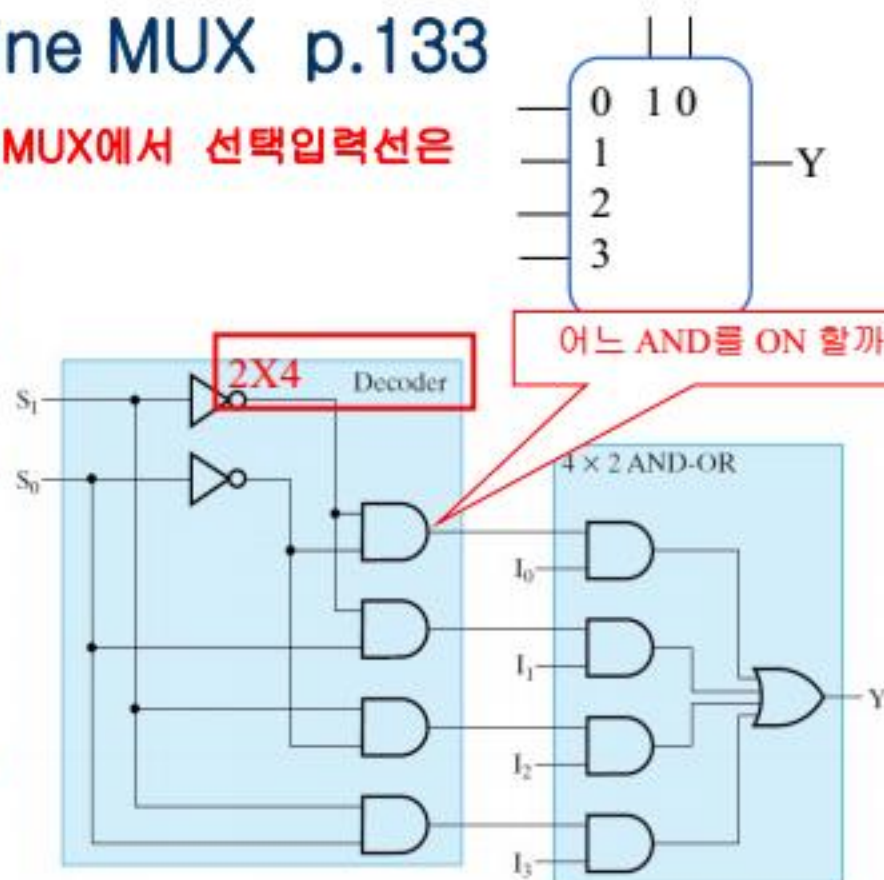 ine MUX p.133
MUX에서 선택입력선은
0 1 0
1
2
3
Y
어느 AND를 ON 할까
2X4
Decoder
S₁
S₀
4 × 2 AND-OR
I₀
I₁
I₂
I₃
Y